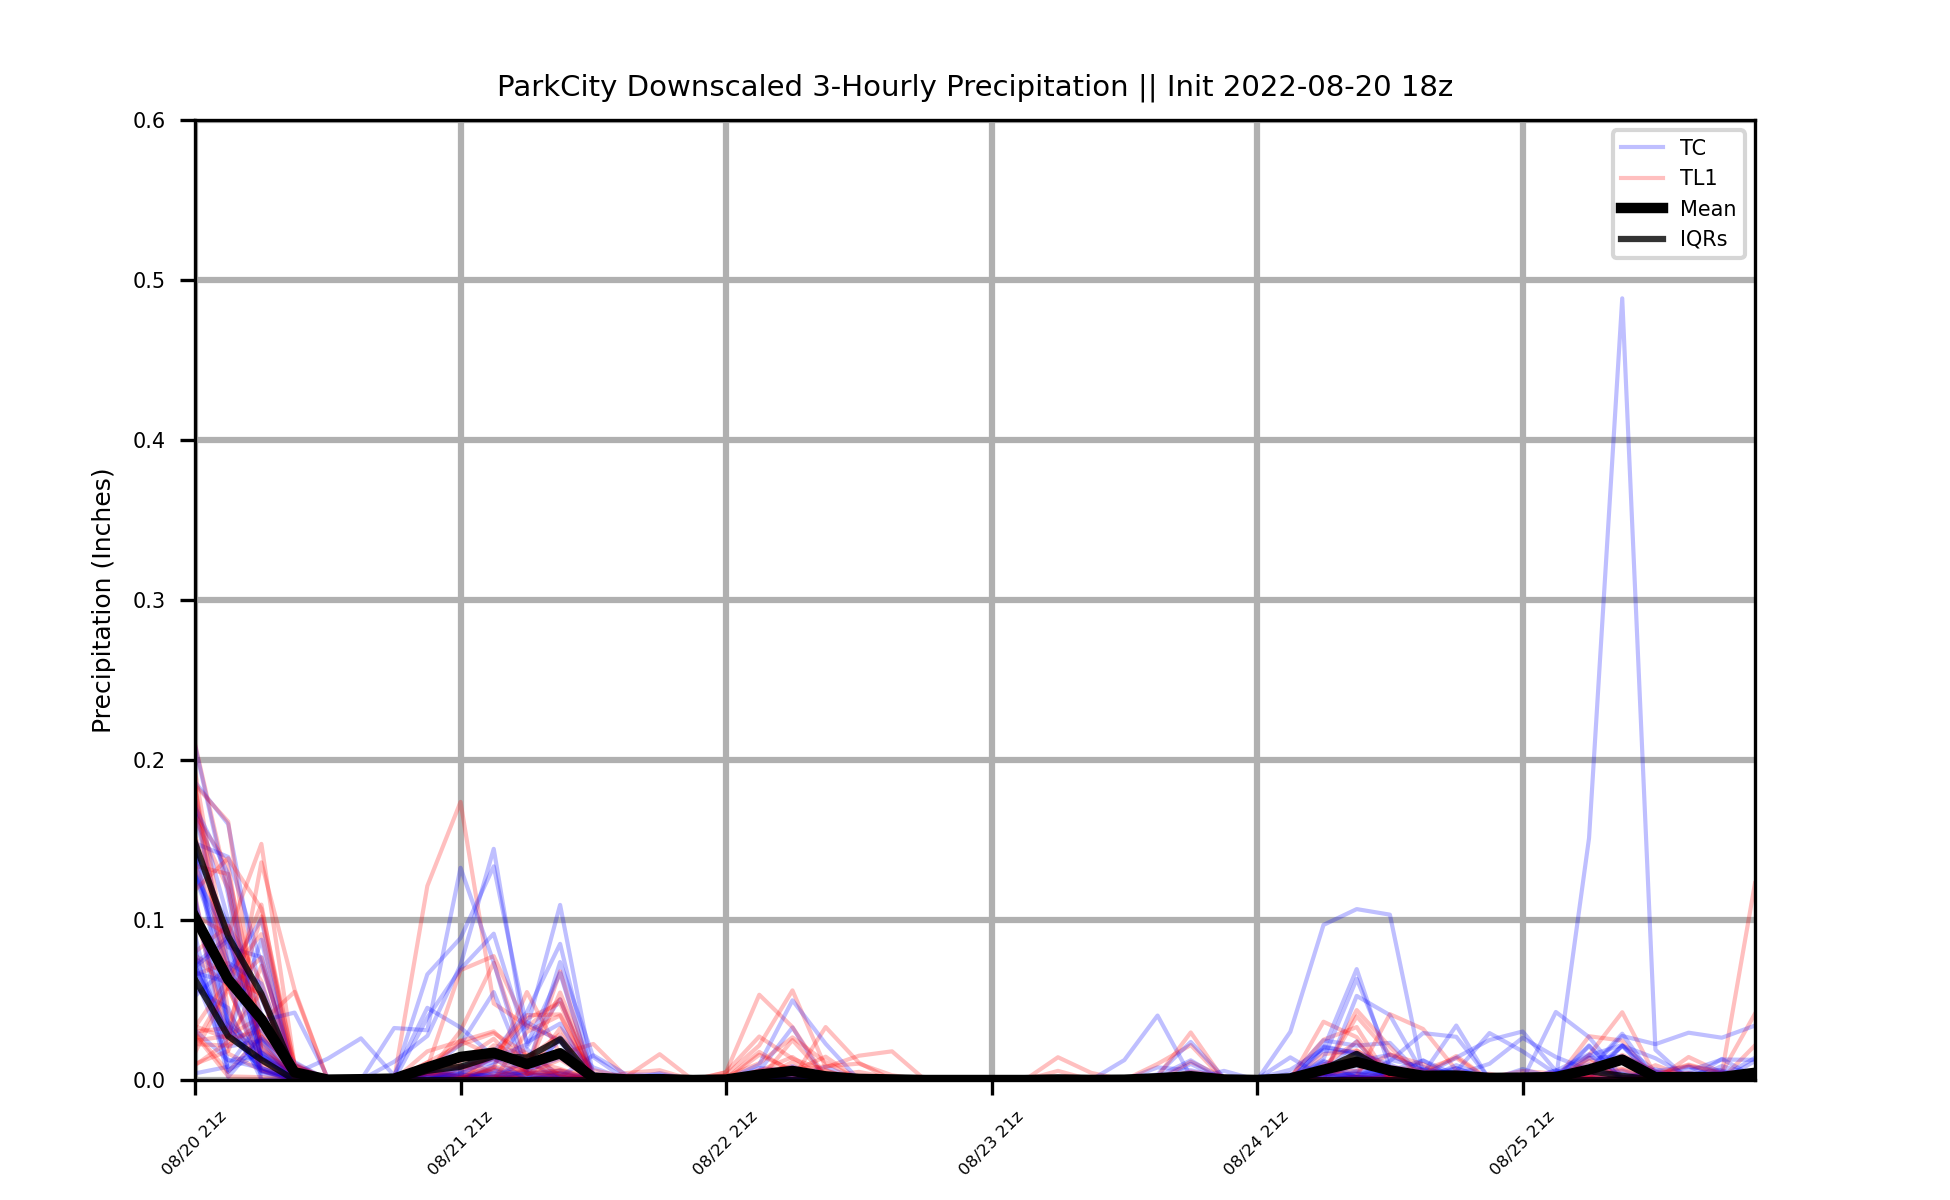 ParkCity Downscaled 3-Hourly Precipitation || Init 2022-08-20 18z
TC
TL1
Mean
IQRs
Precipitation (Inches)
0.6
0.5
0.4
0.3
0.2
0.1
0.0
08/20 21z
08/21 21z
08/22 21z
08/23 21z
08/24 21z
08/25 21z